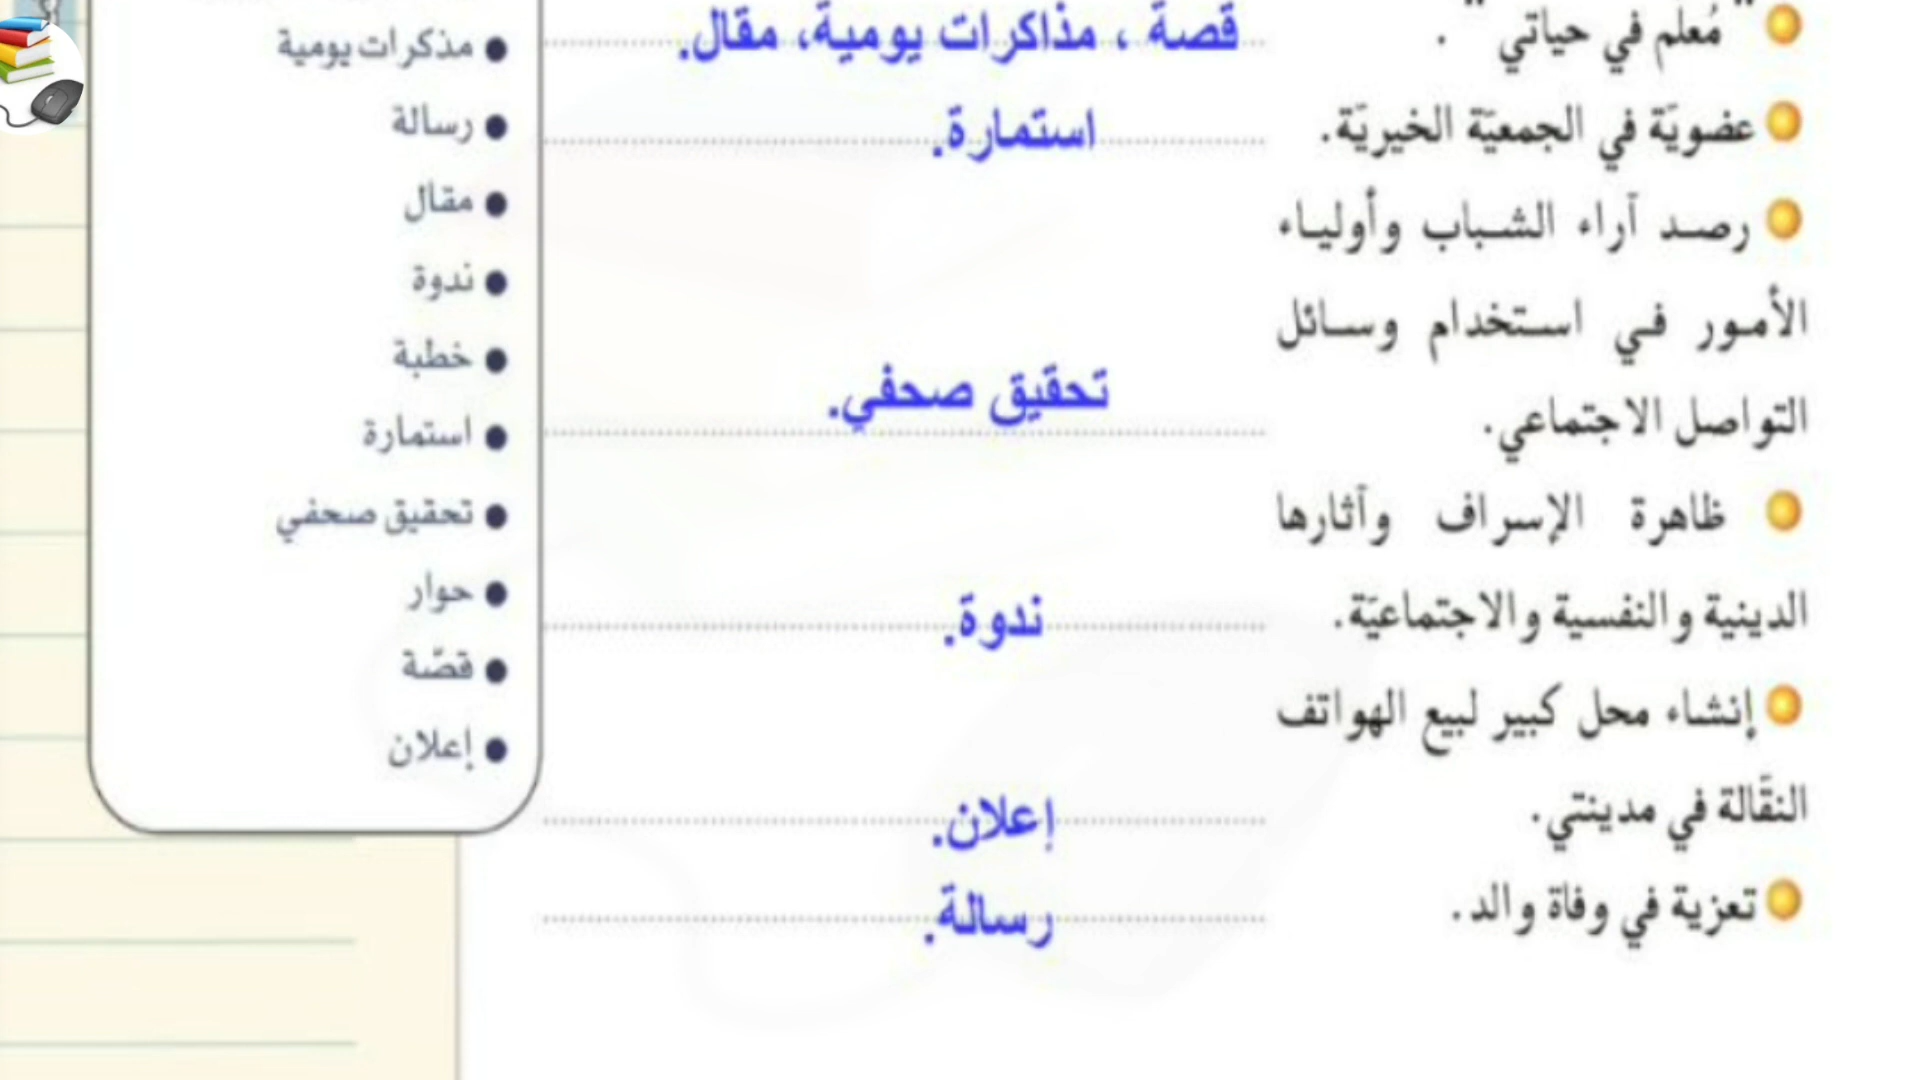 " مُعلم في حياتي " .
قصة ، مذاكرات يومية، مقال.
عضويَة في الجمعيَة الخيريَة.
استمارة.
رصد آراء الشباب وأولياء
الأمور في استخدام وسائل
التواصل الاجتماعي.
تحقيق صحفي.
ظاهرة الإسراف وآثارها
الدينية والنفسية والاجتماعيَة.
ندوة.
إنشاء محل كبير لبيع الهواتف
النقَالة في مدينتي.
إعلان.
تعزية في وفاة والد.
رسالة.
● مذكرات يومية
● رسالة
● مقال
● ندوة
● خطبة
● استمارة
● تحقيق صحفي
● حوار
● قصّة
● إعلان